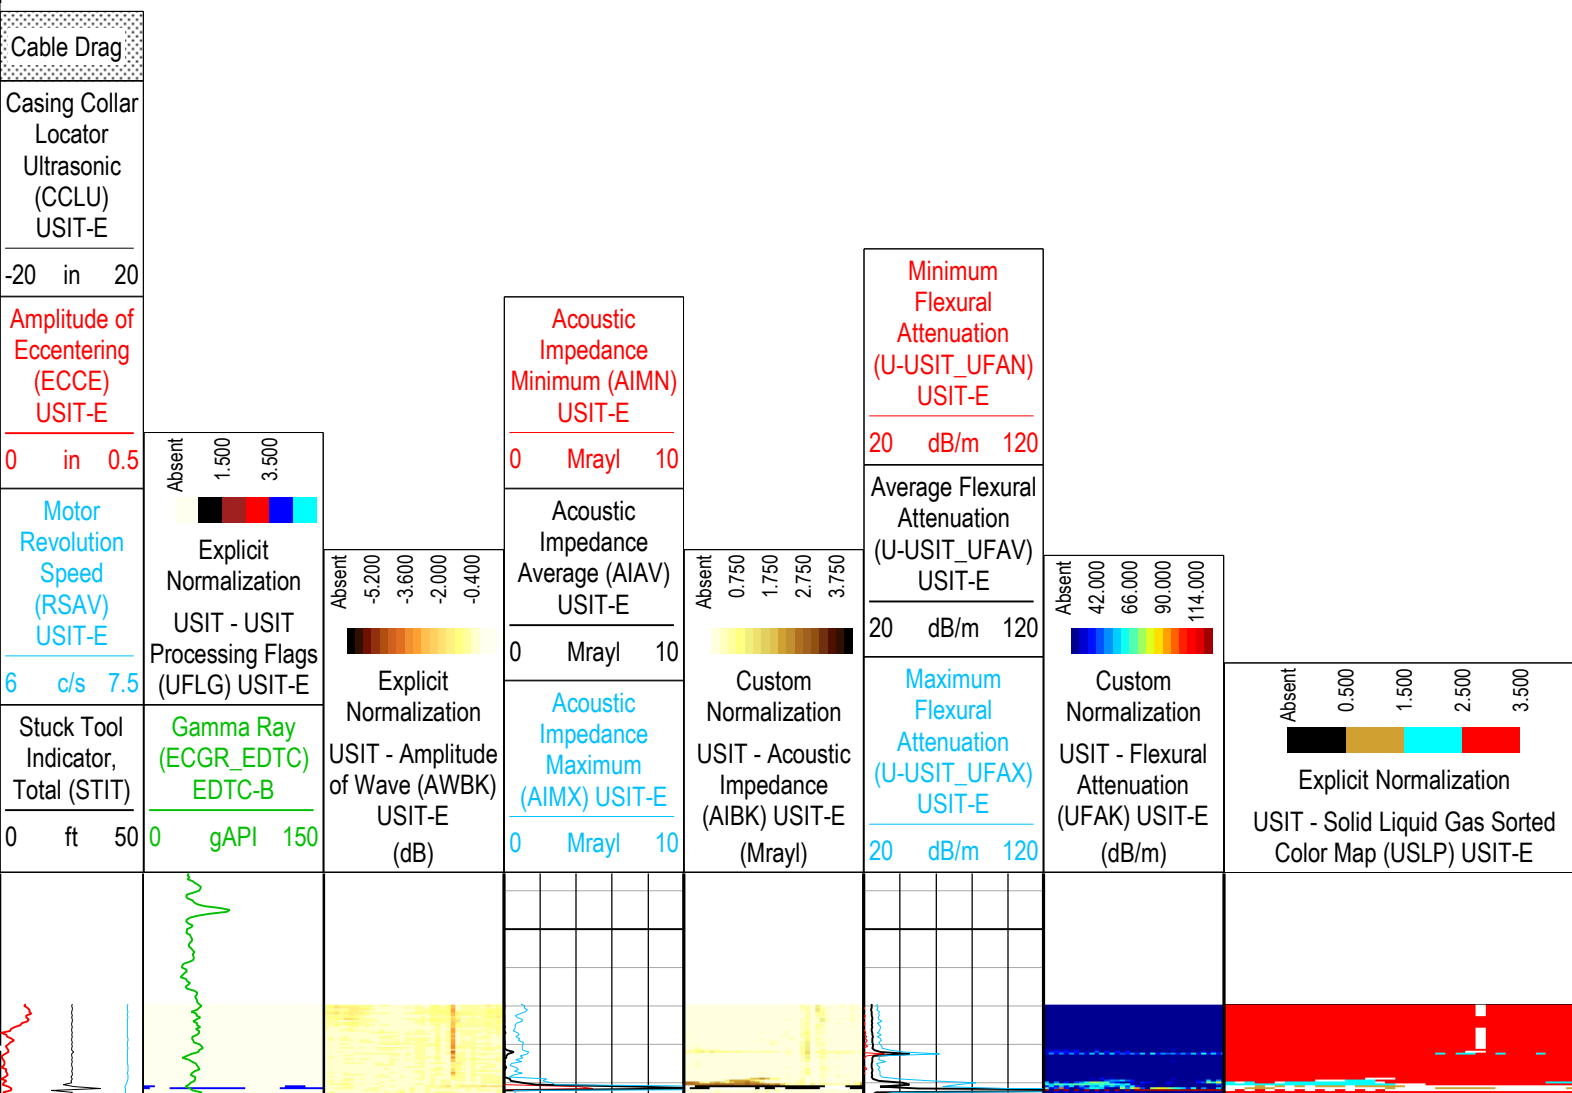 Cable Drag
Casing Collar
Locator
Ultrasonic
(CCLU)
USIT-E
-20 in 20
Amplitude of
Eccentering
(ECCE)
USIT-E
0 in 0.5
Motor
Revolution
Speed
(RSAV)
USIT-E
6 c/s 7.5
Stuck Tool
Indicator,
Total (STIT)
0 ft 50
Absent
1.500
3.500
Explicit
Normalization
USIT - USIT
Processing Flags
(UFLG) USIT-E
Gamma Ray
(ECGR_EDTC)
EDTC-B
0 gAPI 150
Absent
-5.200
-3.600
-2.000
-0.400
Explicit
Normalization
USIT - Amplitude
of Wave (AWBK)
USIT-E
(dB)
Acoustic
Impedance
Minimum (AIMN)
USIT-E
0 Mrayl 10
Acoustic
Impedance
Average (AIAV)
USIT-E
0 Mrayl 10
Acoustic
Impedance
Maximum
(AIMX) USIT-E
0 Mrayl 10
Absent
0.750
1.750
2.750
3.750
Custom
Normalization
USIT - Acoustic
Impedance
(AIBK) USIT-E
(Mrayl)
Minimum
Flexural
Attenuation
(U-USIT_UFAN)
USIT-E
20 dB/m 120
Average Flexural
Attenuation
(U-USIT_UFAV)
USIT-E
20 dB/m 120
Maximum
Flexural
Attenuation
(U-USIT_UFAX)
USIT-E
20 dB/m 120
Absent
42.000
66.000
90.000
114.000
Custom
Normalization
USIT - Flexural
Attenuation
(UFAK) USIT-E
(dB/m)
Absent
0.500
1.500
2.500
3.500
Explicit Normalization
USIT - Solid Liquid Gas Sorted
Color Map (USLP) USIT-E